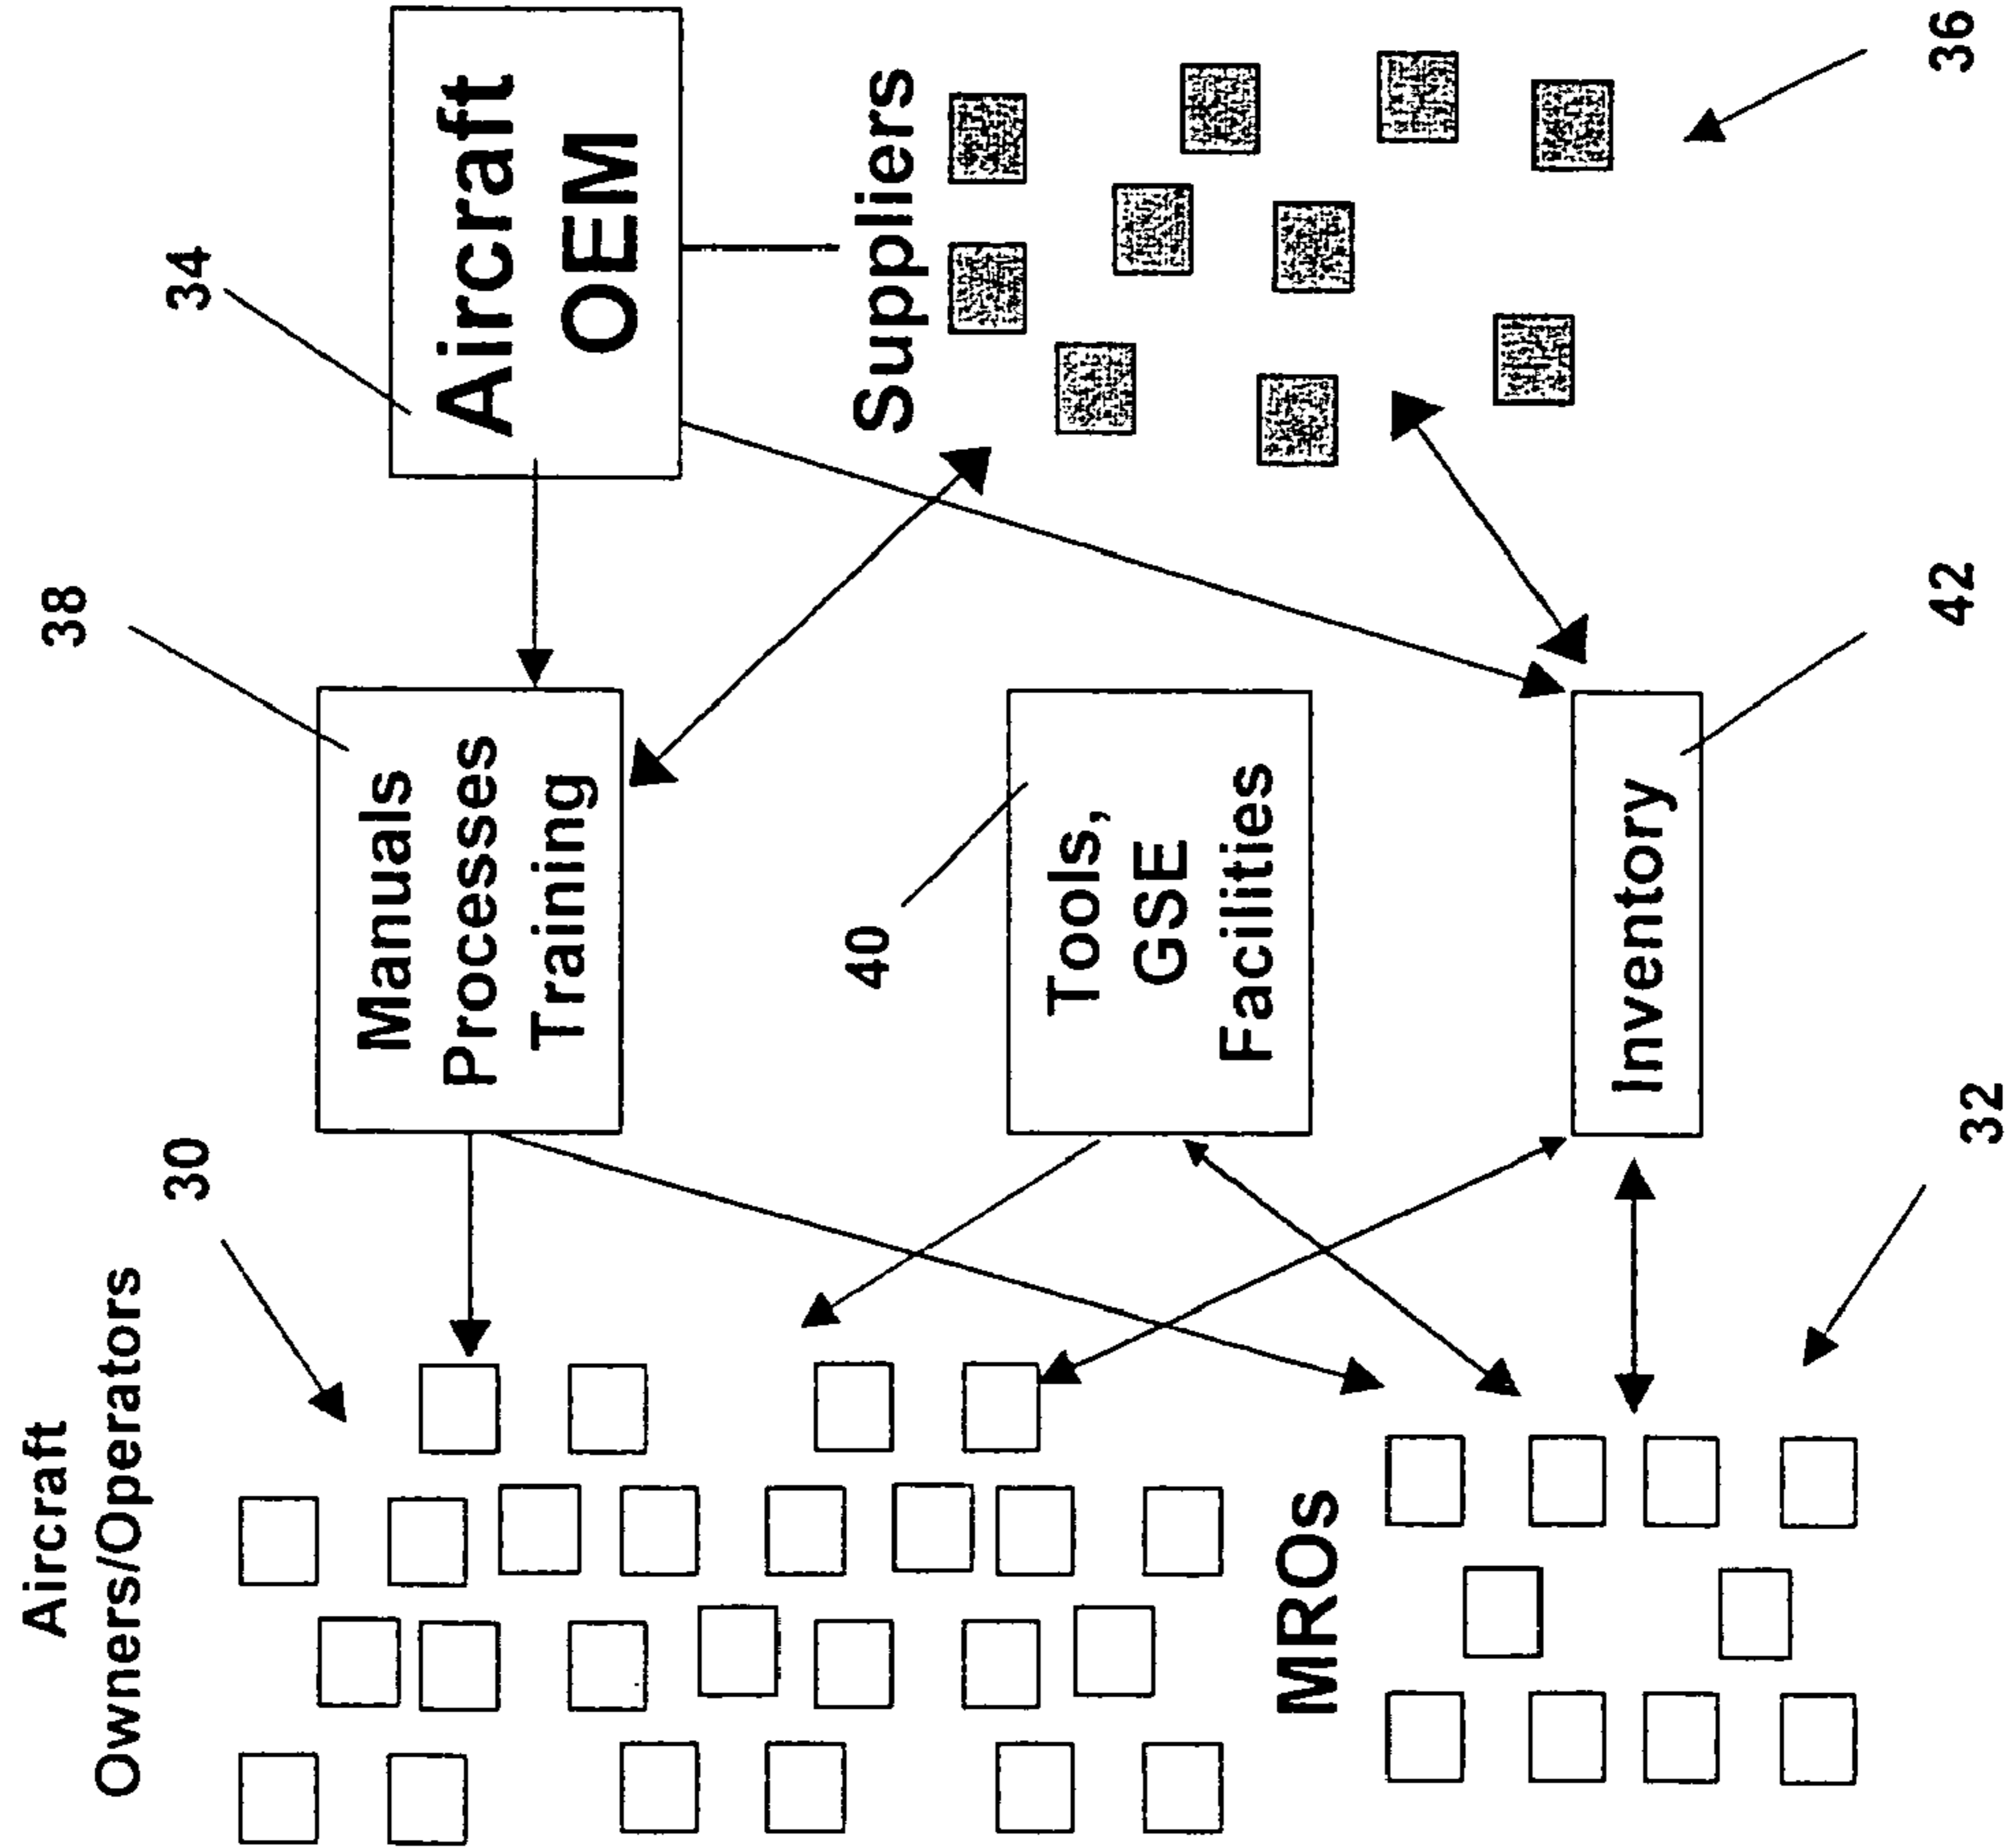 Aircraft
Owners/Operators
30
MROs
32
38
Manuals
Processes
Training
40
Tools,
GSE
Facilities
Inventory
42
34
Aircraft
OEM
Suppliers
36